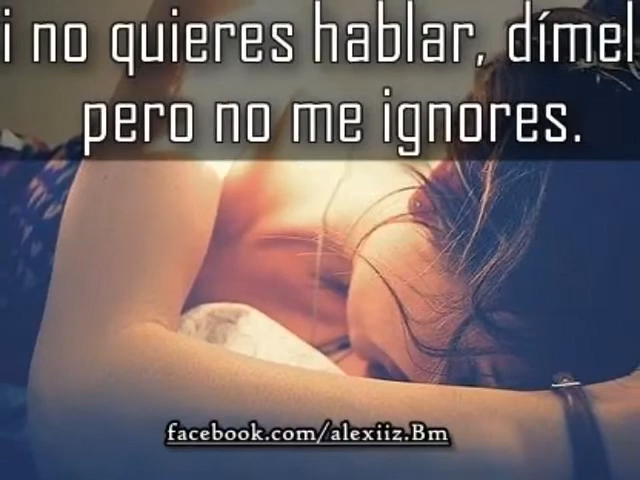 i no quieres hablar, dímel
pero no me ignores.
facebook.com/alexiiz.Bm